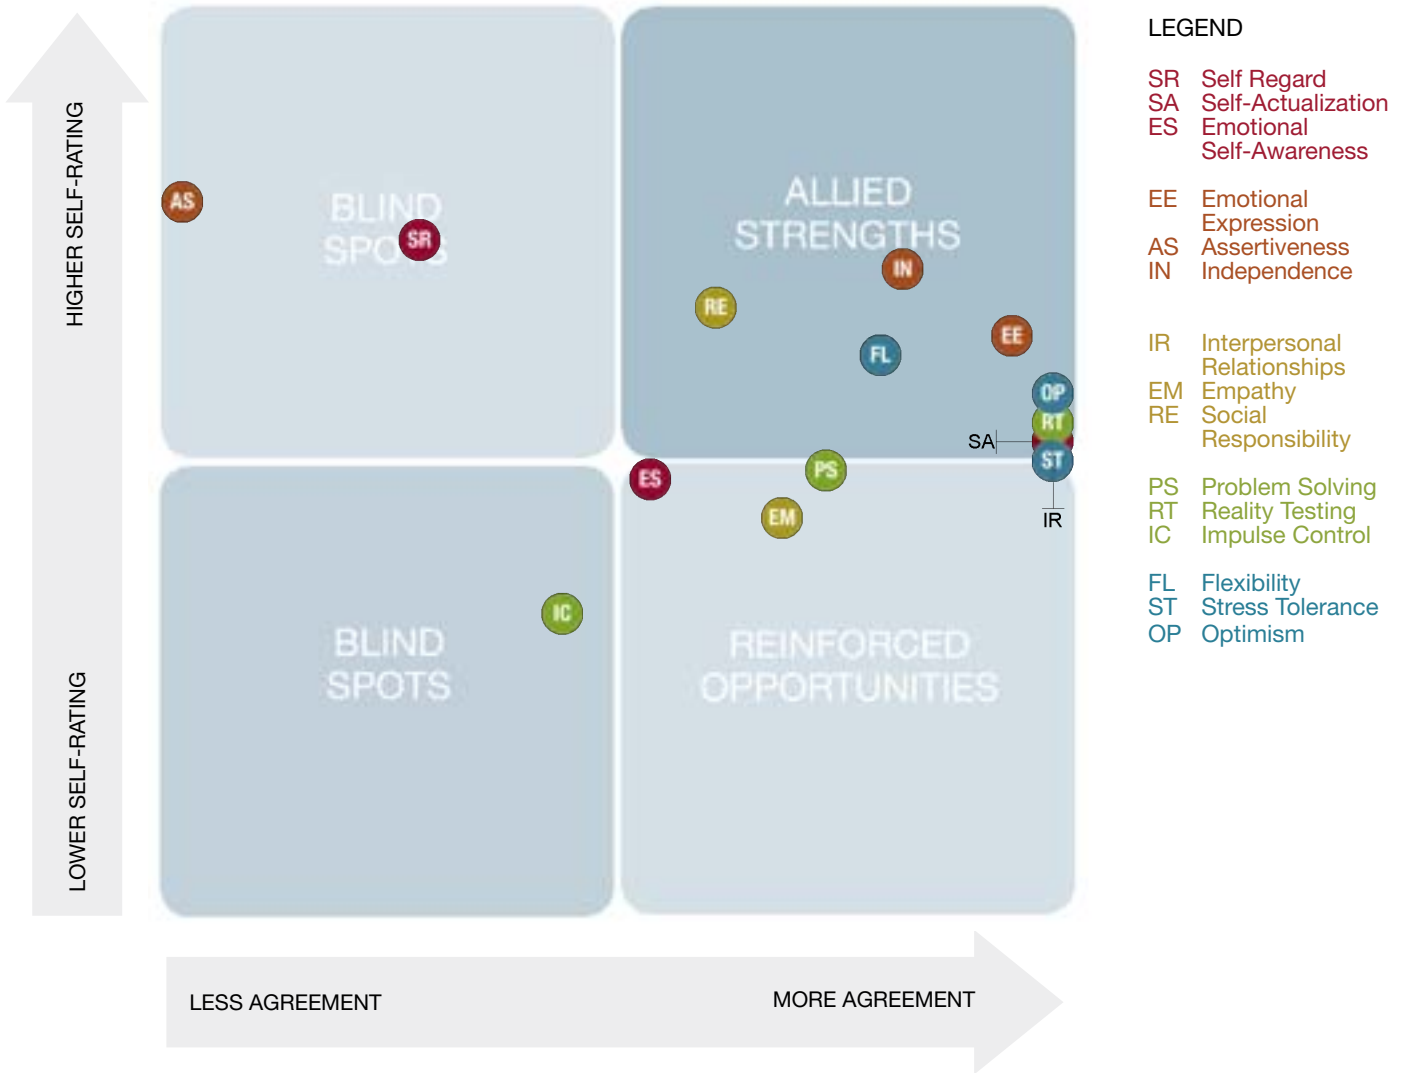 HIGHER SELF-RATING
LOWER SELF-RATING
BLIND
SPOTS
ALLIED
STRENGTHS
BLIND
SPOTS
REINFORCED
OPPORTUNITIES
AS
SR
IN
RE
EE
FL
OP
RT
SA
ST
IR
ES
PS
EM
IC
LESS AGREEMENT
MORE AGREEMENT
LEGEND
SR Self Regard
SA Self-Actualization
ES Emotional
Self-Awareness
EE Emotional
Expression
AS Assertiveness
IN Independence
IR Interpersonal
Relationships
EM Empathy
RE Social
Responsibility
PS Problem Solving
RT Reality Testing
IC Impulse Control
FL Flexibility
ST Stress Tolerance
OP Optimism